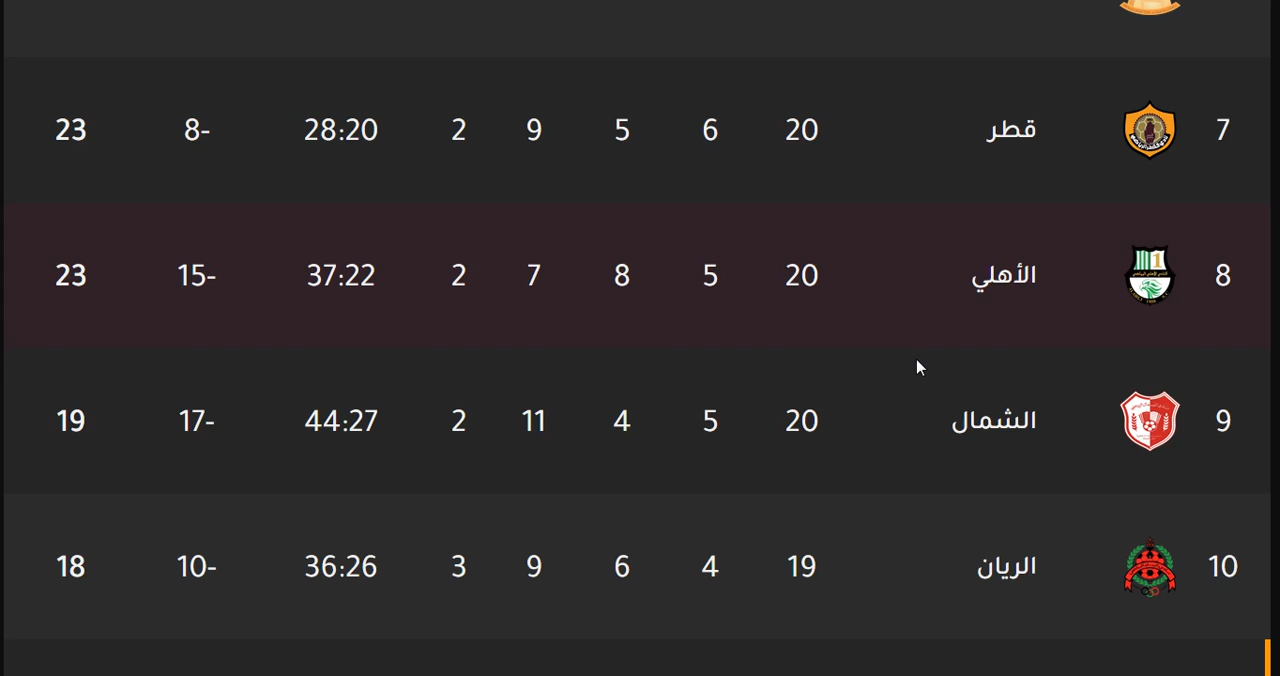 7 قطر 20 6 5 9 2 28:20 8- 23
8 الأهلي 20 5 8 7 2 37:22 15- 23
9 الشمال 20 5 4 11 2 44:27 17- 19
10 الريان 19 4 6 9 3 36:26 10- 18